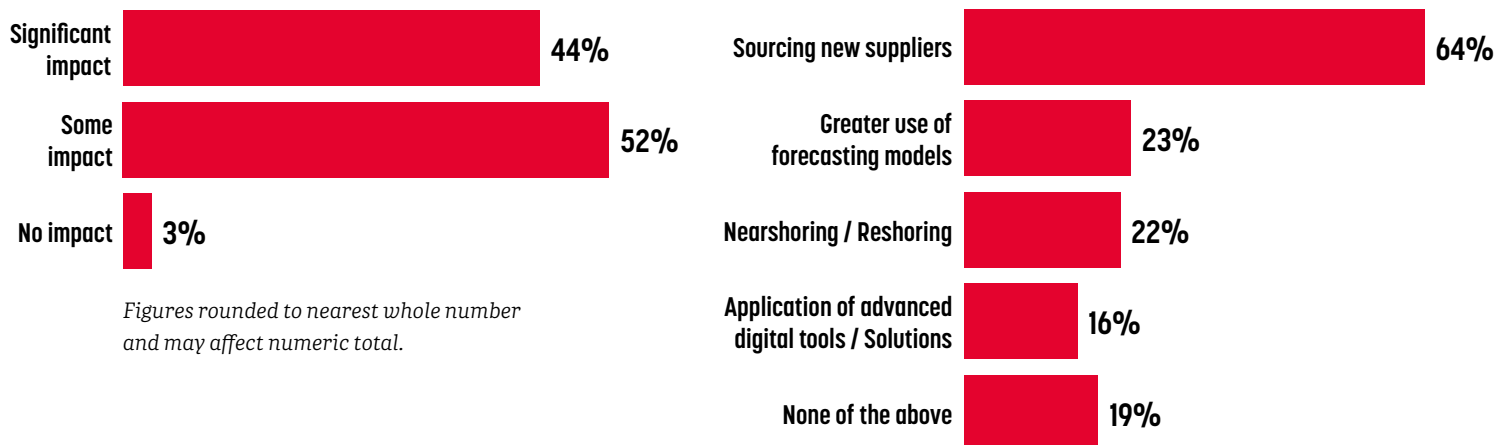 Significant
impact
44%
Some
impact
52%
No impact
3%
Figures rounded to nearest whole number
and may affect numeric total.
Sourcing new suppliers
64%
Greater use of
forecasting models
23%
Nearshoring / Reshoring
22%
Application of advanced
digital tools / Solutions
16%
None of the above
19%